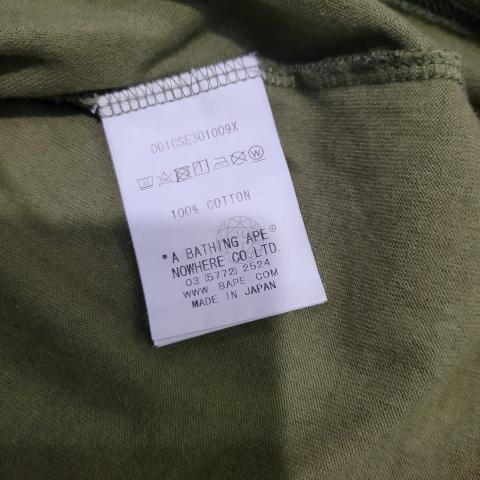 001CSE301009X
100% COTTON
*A BATHING APE®
NOWHERE CO.,LTD.
03 (5772) 2524
WWW BAPE COM
MADE IN JAPAN